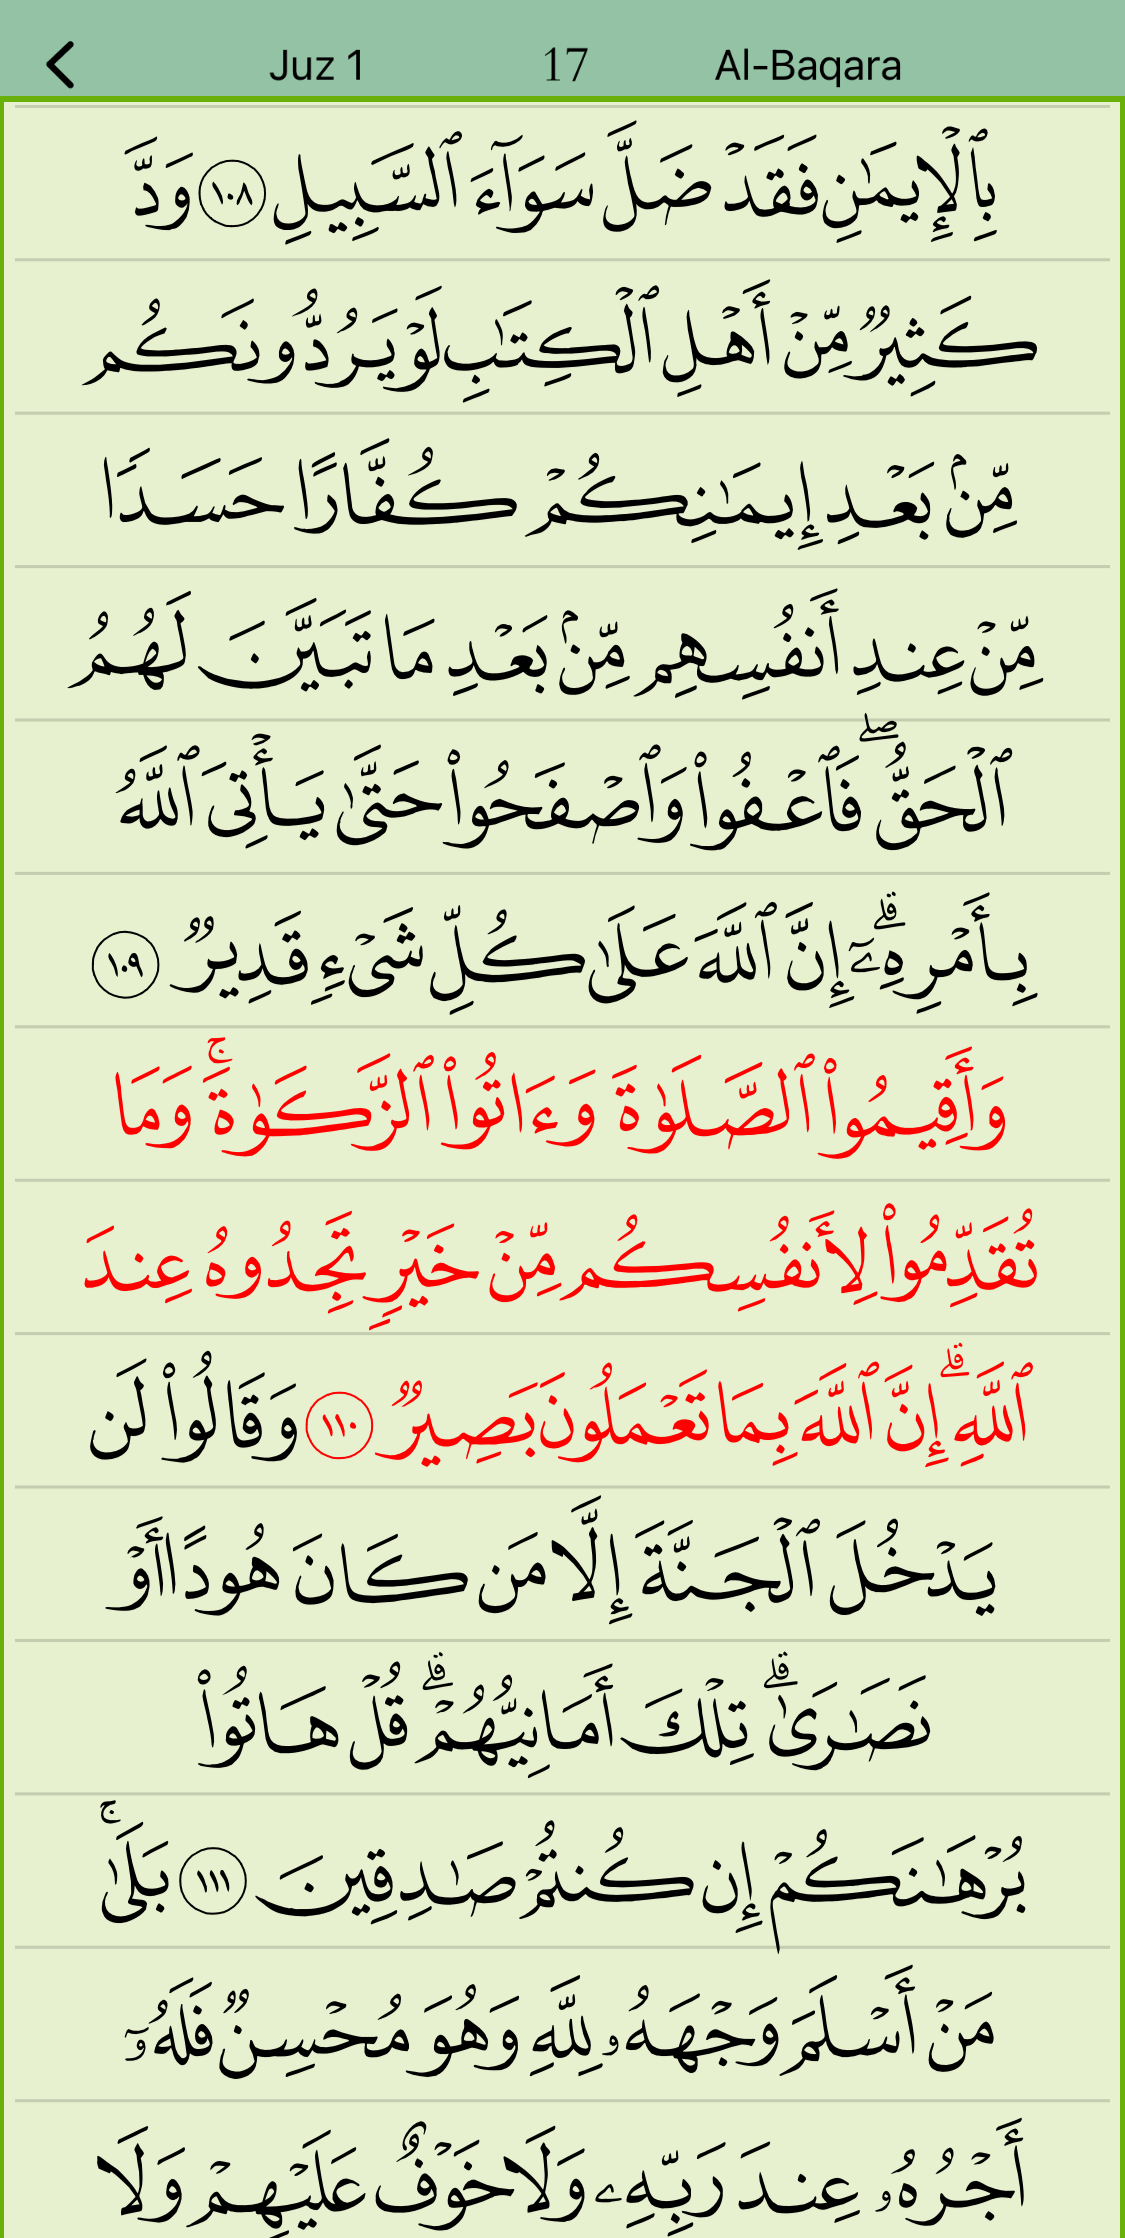 Juz 1 17 Al-Baqara
بِٱلْإِيمَٰنِ فَقَدْ ضَلَّ سَوَآءَ ٱلسَّبِيلِ ١٠٨ وَدَّ
كَثِيرٌ مِّنْ أَهْلِ ٱلْكِتَٰبِ لَوْ يَرُدُّونَكُم
مِّنۢ بَعْدِ إِيمَٰنِكُمْ كُفَّارًا حَسَدًا
مِّنْ عِندِ أَنفُسِهِم مِّنۢ بَعْدِ مَا تَبَيَّنَ لَهُمُ
ٱلْحَقُّ ۖ فَٱعْفُوا۟ وَٱصْفَحُوا۟ حَتَّىٰ يَأْتِىَ ٱللَّهُ
بِأَمْرِهِۦٓ ۗ إِنَّ ٱللَّهَ عَلَىٰ كُلِّ شَىْءٍ قَدِيرٌ ١٠٩
وَأَقِيمُوا۟ ٱلصَّلَوٰةَ وَءَاتُوا۟ ٱلزَّكَوٰةَ ۚ وَمَا
تُقَدِّمُوا۟ لِأَنفُسِكُم مِّنْ خَيْرٍ تَجِدُوهُ عِندَ
ٱللَّهِ ۗ إِنَّ ٱللَّهَ بِمَا تَعْمَلُونَ بَصِيرٌ ١١٠ وَقَالُوا۟ لَن
يَدْخُلَ ٱلْجَنَّةَ إِلَّا مَن كَانَ هُودًا أَوْ
نَصَٰرَىٰ ۗ تِلْكَ أَمَانِيُّهُمْ ۗ قُلْ هَاتُوا۟
بُرْهَٰنَكُمْ إِن كُنتُمْ صَٰدِقِينَ ١١١ بَلَىٰ ۚ
مَنْ أَسْلَمَ وَجْهَهُۥ لِلَّهِ وَهُوَ مُحْسِنٌ فَلَهُۥٓ
أَجْرُهُۥ عِندَ رَبِّهِۦ وَلَا خَوْفٌ عَلَيْهِمْ وَلَا